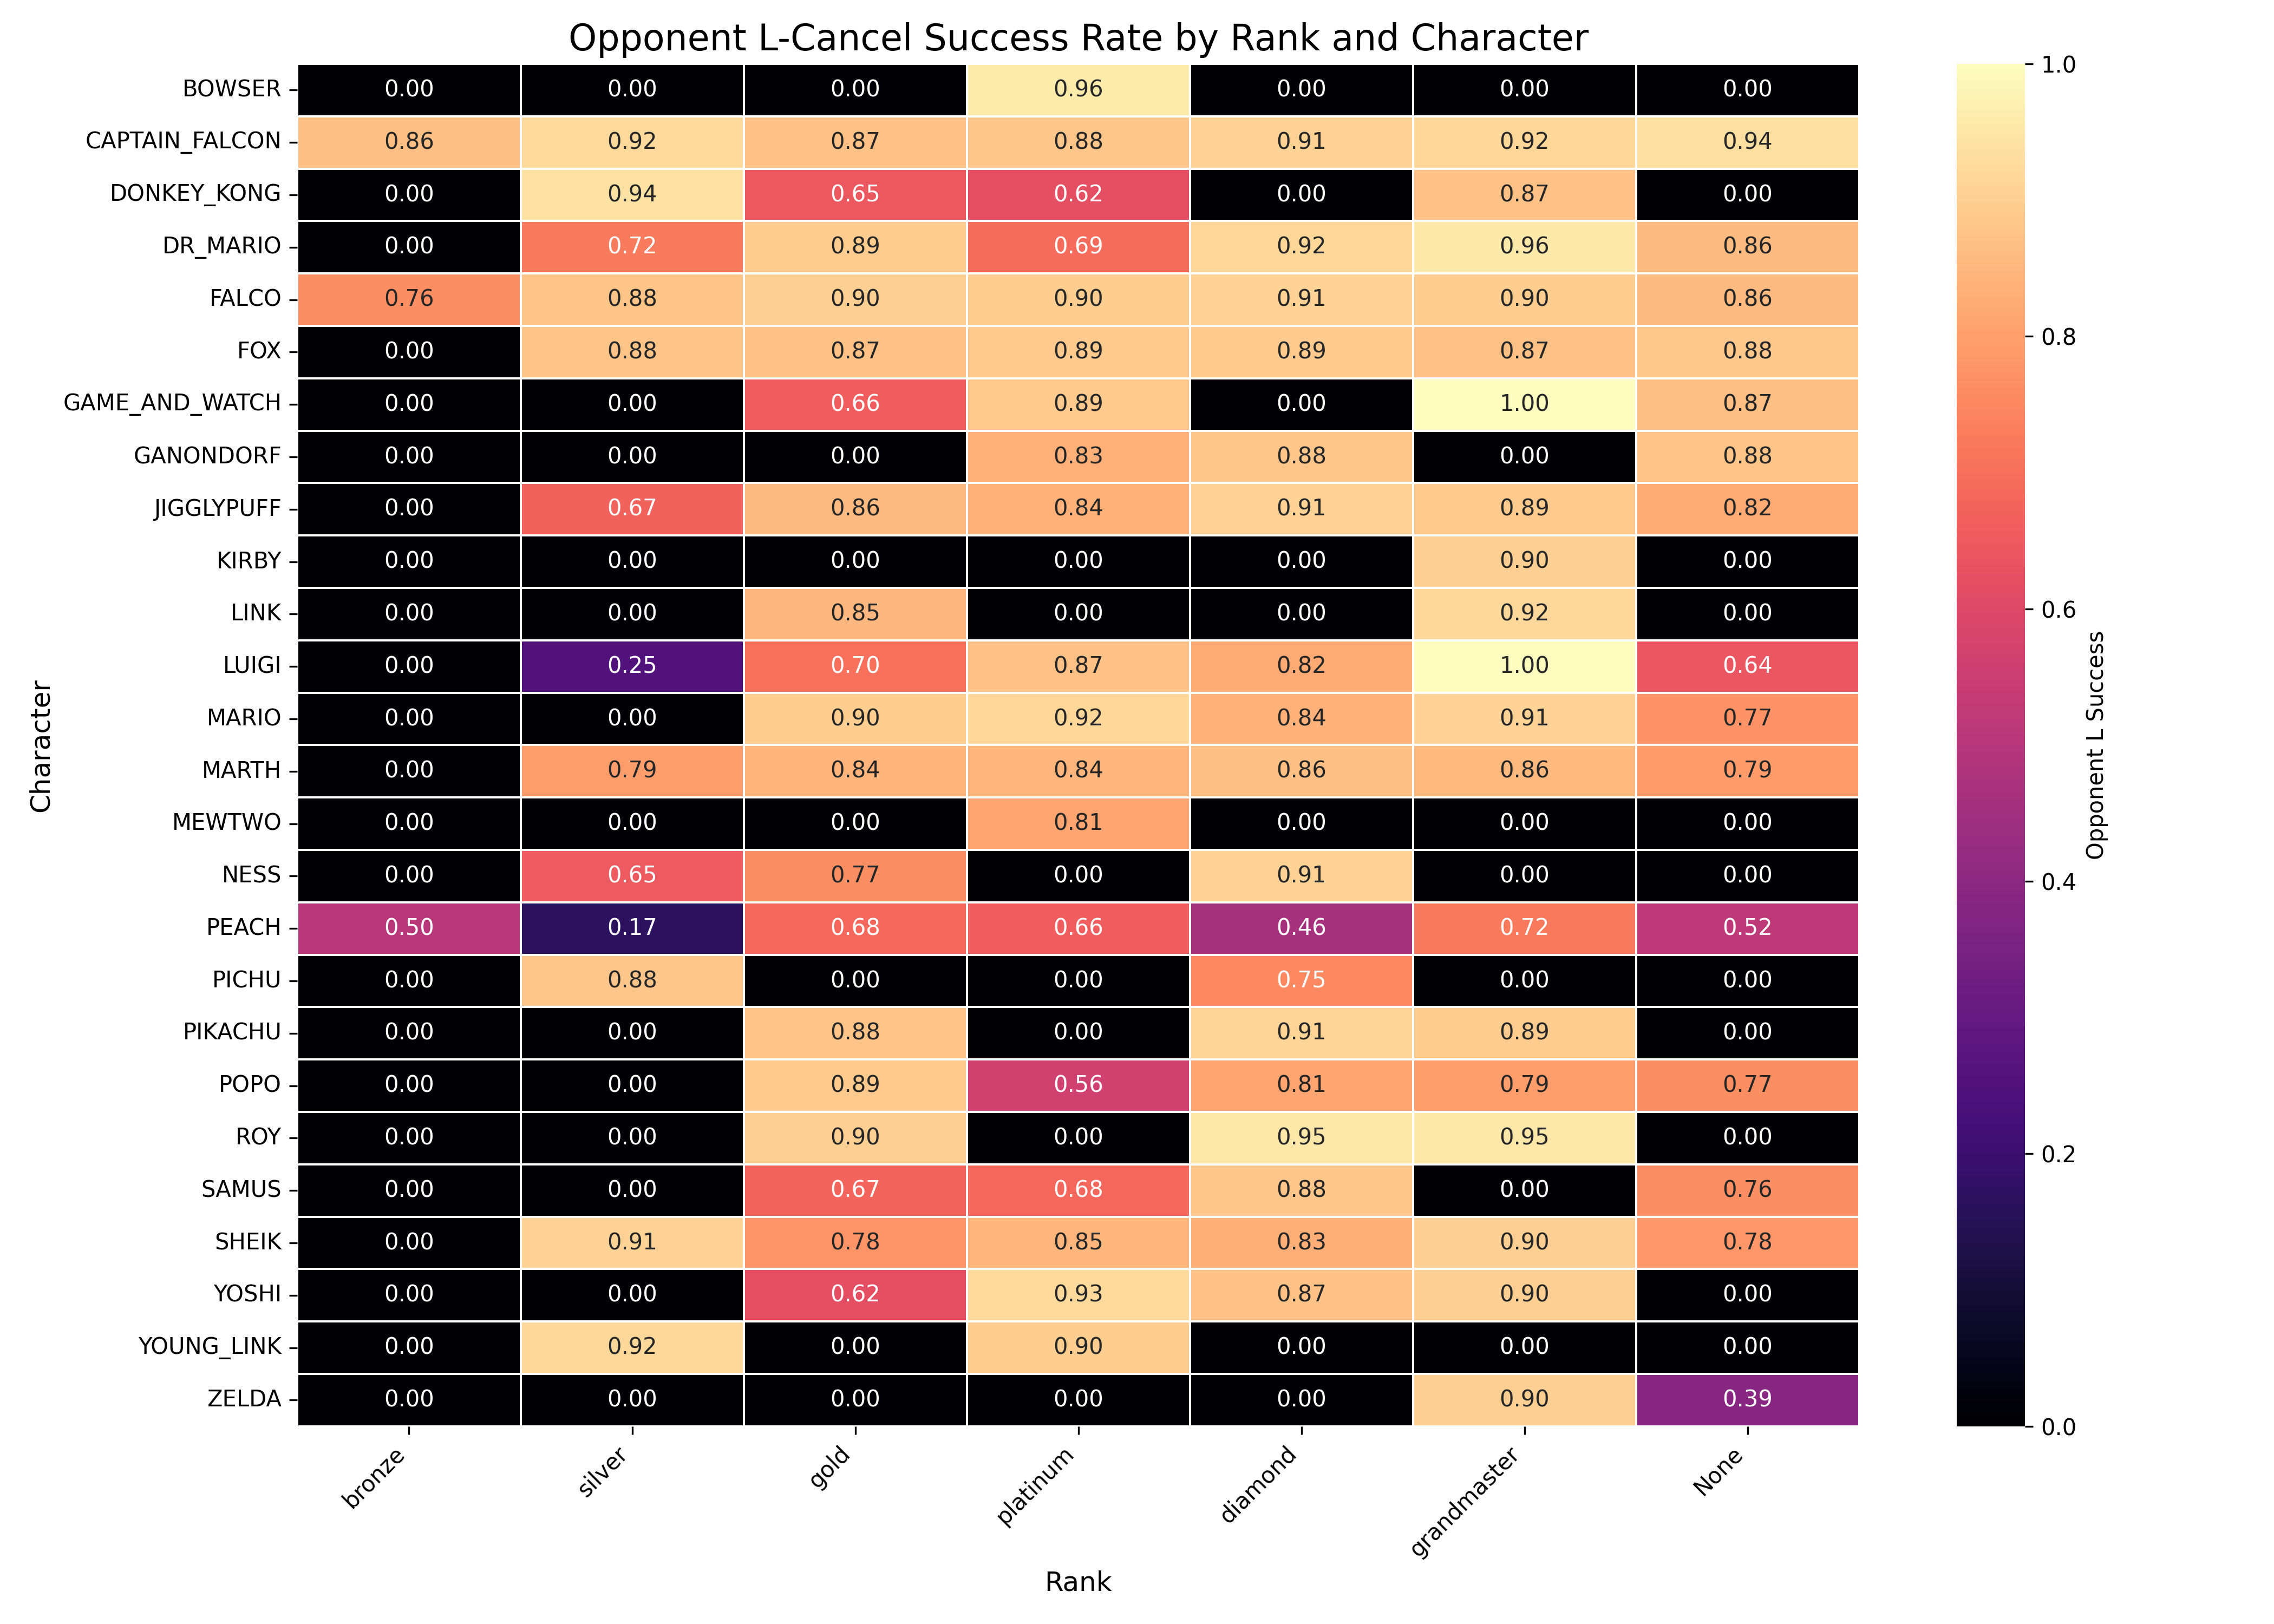 Opponent L-Cancel Success Rate by Rank and Character
BOWSER 0.00 0.00 0.00 0.96 0.00 0.00 0.00
CAPTAIN_FALCON 0.86 0.92 0.87 0.88 0.91 0.92 0.94
DONKEY_KONG 0.00 0.94 0.65 0.62 0.00 0.87 0.00
DR_MARIO 0.00 0.72 0.89 0.69 0.92 0.96 0.86
FALCO 0.76 0.88 0.90 0.90 0.91 0.90 0.86
FOX 0.00 0.88 0.87 0.89 0.89 0.87 0.88
GAME_AND_WATCH 0.00 0.00 0.66 0.89 0.00 1.00 0.87
GANONDORF 0.00 0.00 0.00 0.83 0.88 0.00 0.88
JIGGLYPUFF 0.00 0.67 0.86 0.84 0.91 0.89 0.82
KIRBY 0.00 0.00 0.00 0.00 0.00 0.90 0.00
LINK 0.00 0.00 0.85 0.00 0.00 0.92 0.00
LUIGI 0.00 0.25 0.70 0.87 0.82 1.00 0.64
MARIO 0.00 0.00 0.90 0.92 0.84 0.91 0.77
MARTH 0.00 0.79 0.84 0.84 0.86 0.86 0.79
MEWTWO 0.00 0.00 0.00 0.81 0.00 0.00 0.00
NESS 0.00 0.65 0.77 0.00 0.91 0.00 0.00
PEACH 0.50 0.17 0.68 0.66 0.46 0.72 0.52
PICHU 0.00 0.88 0.00 0.00 0.75 0.00 0.00
PIKACHU 0.00 0.00 0.88 0.00 0.91 0.89 0.00
POPO 0.00 0.00 0.89 0.56 0.81 0.79 0.77
ROY 0.00 0.00 0.90 0.00 0.95 0.95 0.00
SAMUS 0.00 0.00 0.67 0.68 0.88 0.00 0.76
SHEIK 0.00 0.91 0.78 0.85 0.83 0.90 0.78
YOSHI 0.00 0.00 0.62 0.93 0.87 0.90 0.00
YOUNG_LINK 0.00 0.92 0.00 0.90 0.00 0.00 0.00
ZELDA 0.00 0.00 0.00 0.00 0.00 0.90 0.39
bronze silver gold platinum diamond grandmaster None
Rank
Character
1.0
0.8
0.6
0.4
0.2
0.0
Opponent L Success